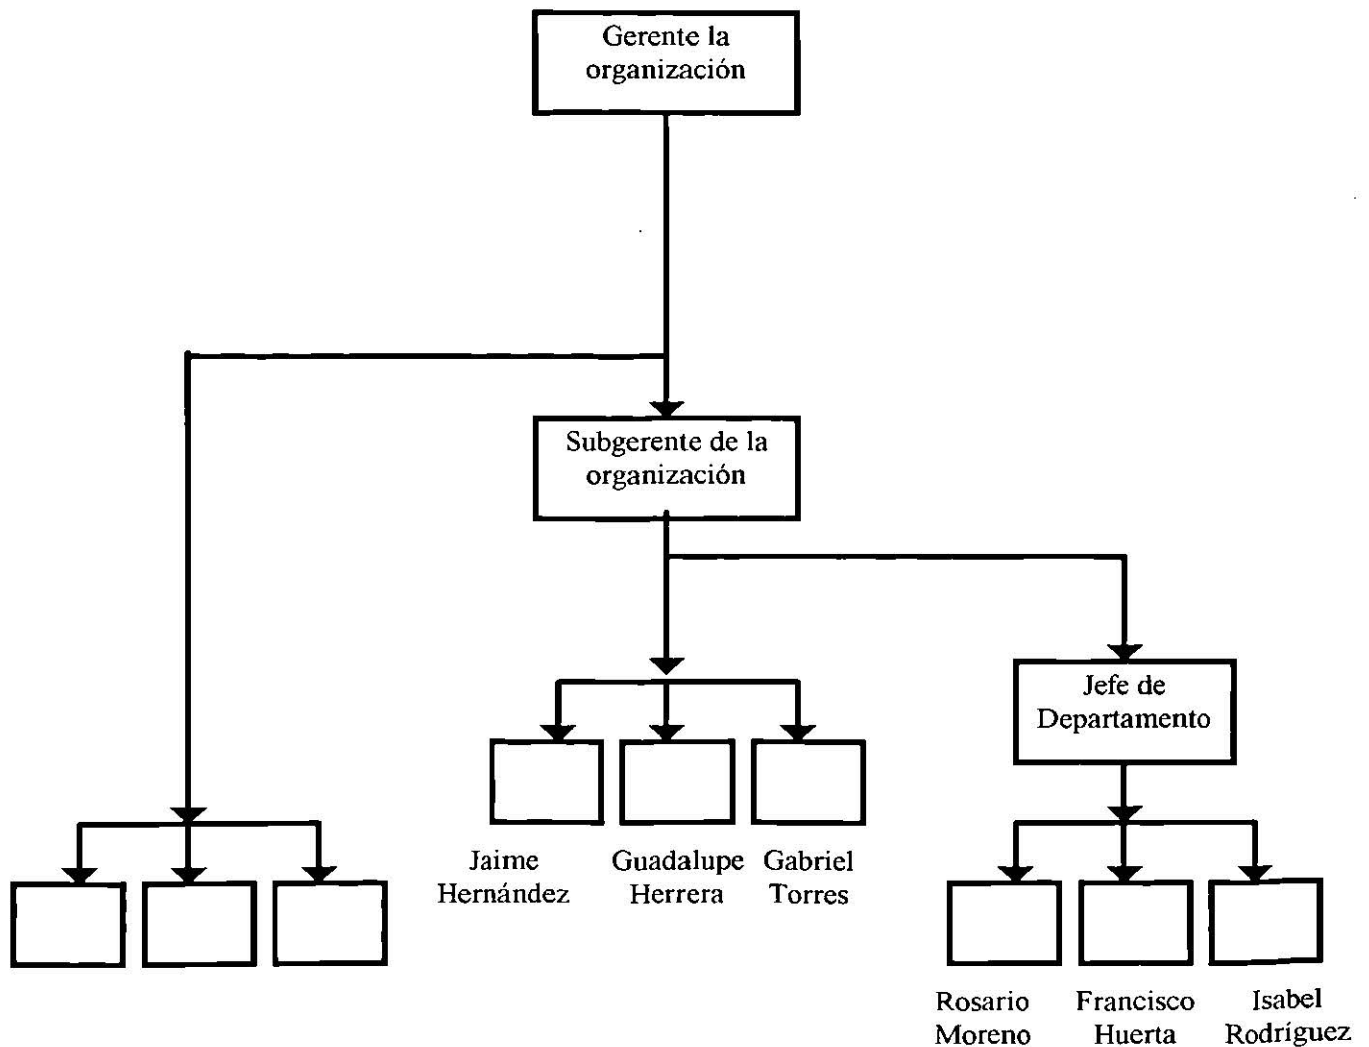 Gerente la
organización
Subgerente de la
organización
Jefe de
Departamento
Jaime
Hernández
Guadalupe
Herrera
Gabriel
Torres
Rosario
Moreno
Francisco
Huerta
Isabel
Rodríguez